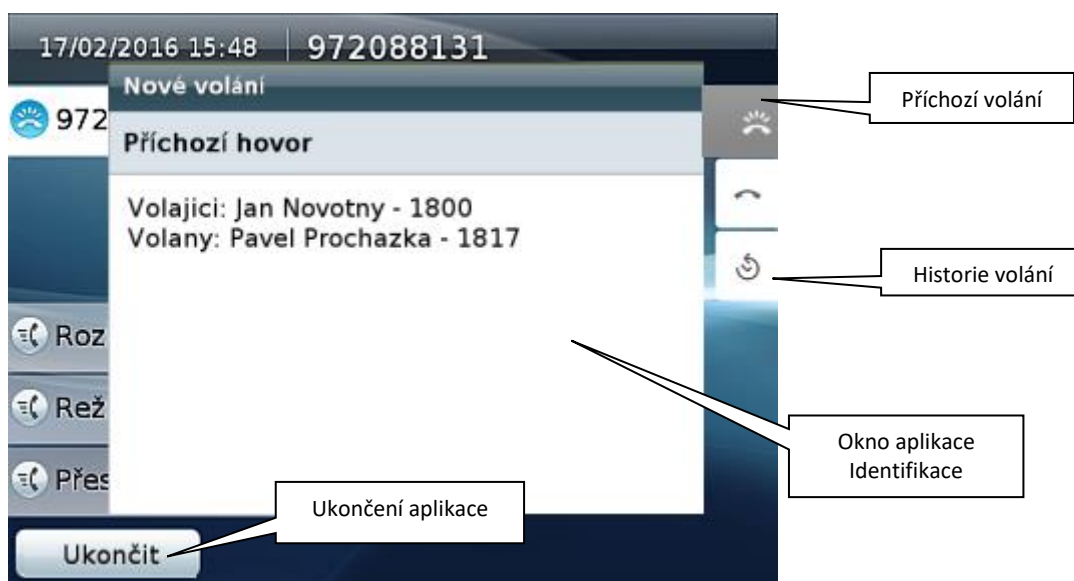 17/02/2016 15:48
972088131
Nové volání
972
Příchozí hovor
Volajici: Jan Novotny - 1800
Volany: Pavel Prochazka - 1817
Roz
Rež
Přes
Ukončit
Příchozí volání
Historie volání
Okno aplikace
Identifikace
Ukončení aplikace